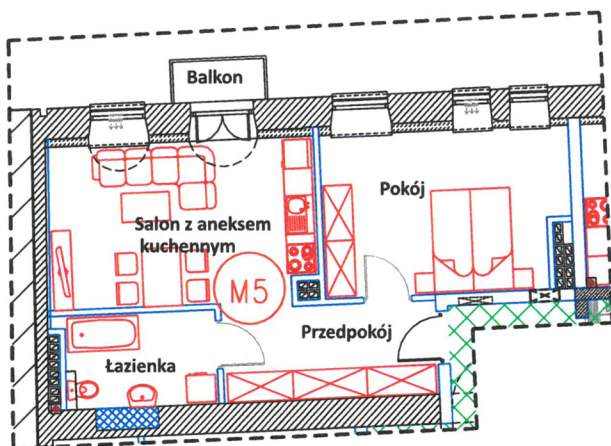 Balkon
Pokój
Salon z aneksem
kuchennym
M5
Przedpokój
Łazienka